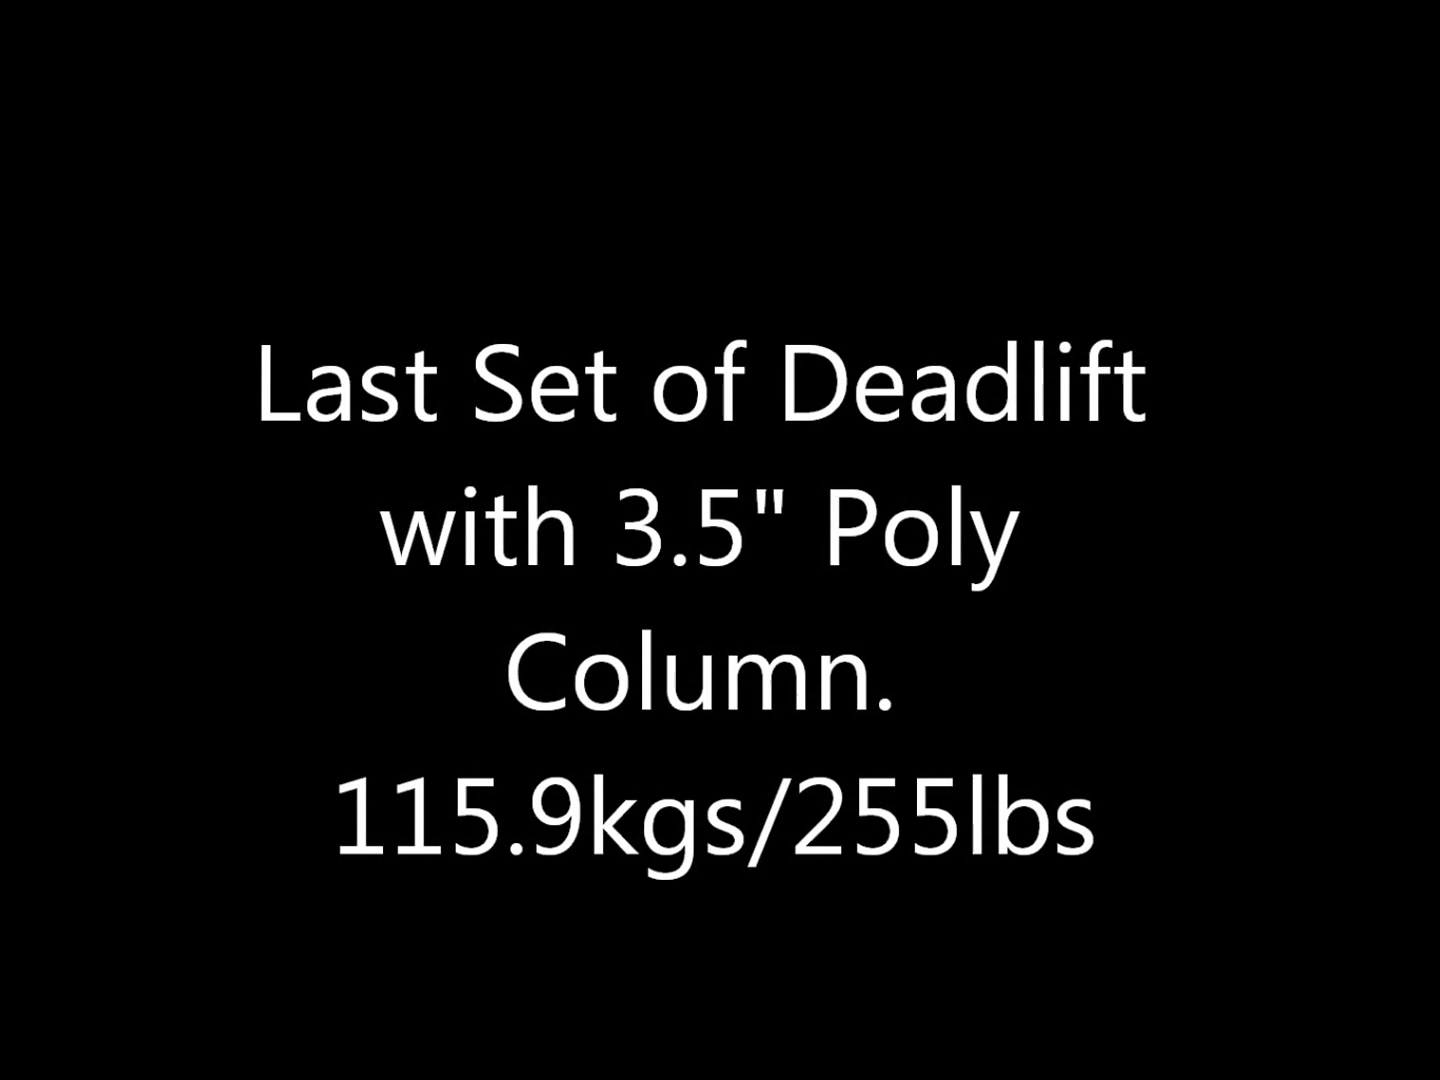 Last Set of Deadlift
with 3.5" Poly
Column.
115.9kgs/255lbs